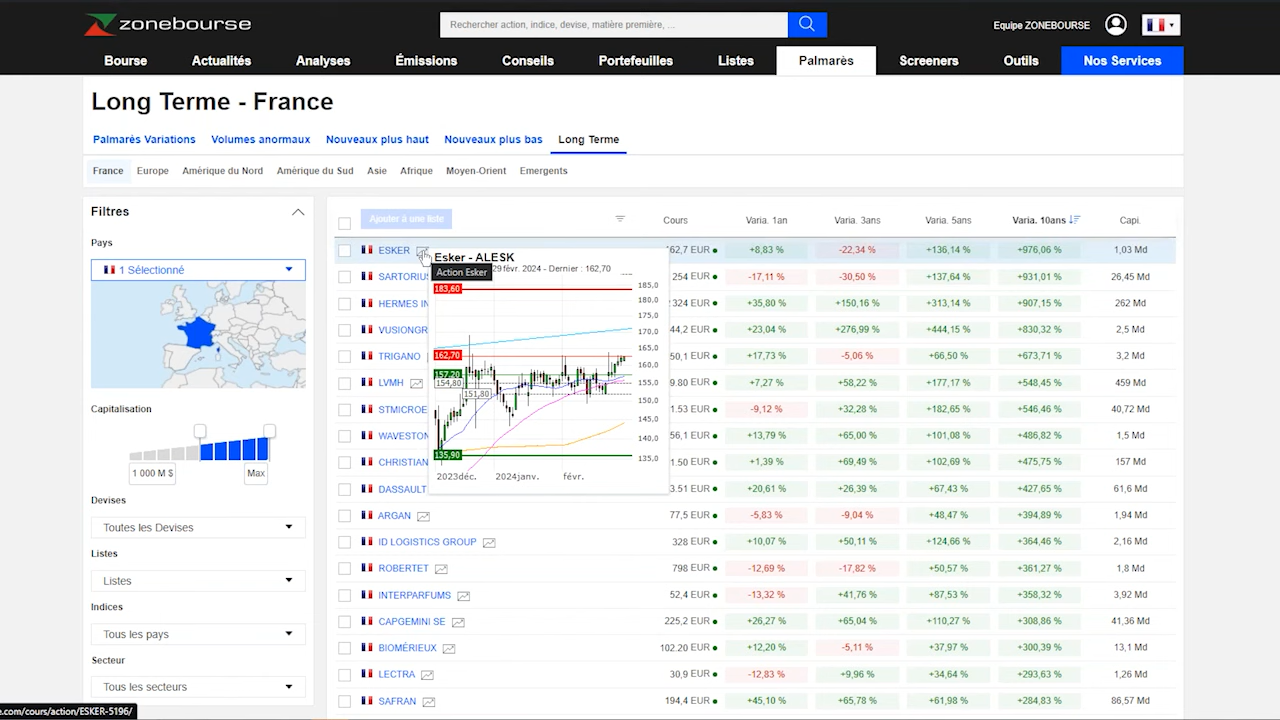 zonebourse
Rechercher action, indice, devise, matière première, ...
Equipe ZONEBOURSE
Bourse Actualités Analyses Émissions Conseils Portefeuilles Listes Palmarès Screeners Outils Nos Services
Long Terme - France
Palmarès Variations Volumes anormaux Nouveaux plus haut Nouveaux plus bas Long Terme
France Europe Amérique du Nord Amérique du Sud Asie Afrique Moyen-Orient Emergents
Filtres
Pays
1 Sélectionné
Capitalisation
1 000 M $ Max
Devises
Toutes les Devises
Listes
Listes
Indices
Tous les pays
Secteur
Tous les secteurs
Ajouter à une liste Cours Varia. 1an Varia. 3ans Varia. 5ans Varia. 10ans Capi.
ESKER 62,7 EUR +8,83 % -22,34 % +136,14 % +976,06 % 1,03 Md
SARTORIUS 254 EUR -17,11 % -30,50 % +137,64 % +931,01 % 26,45 Md
HERMES IN 324 EUR +35,80 % +150,16 % +313,14 % +907,15 % 262 Md
VUSIONGR 44,2 EUR +23,04 % +276,99 % +444,15 % +830,32 % 2,5 Md
TRIGANO 50,1 EUR +17,73 % -5,06 % +66,50 % +673,71 % 3,2 Md
LVMH 9.80 EUR +7,27 % +58,22 % +177,17 % +548,46 % 459 Md
STMICROE 1.53 EUR -9,12 % +32,28 % +182,65 % +546,46 % 40,72 Md
WAVESTON 56,1 EUR +13,79 % +65,00 % +101,08 % +486,82 % 1,5 Md
CHRISTIAN 1.50 EUR +1,39 % +69,49 % +102,69 % +475,75 % 157 Md
DASSAULT 3.51 EUR +20,61 % +26,39 % +67,43 % +427,65 % 61,6 Md
ARGAN 77,5 EUR -5,83 % -9,04 % +48,47 % +394,89 % 1,94 Md
ID LOGISTICS GROUP 328 EUR +10,07 % +50,11 % +124,66 % +364,46 % 2,16 Md
ROBERTET 798 EUR -12,69 % -17,82 % +50,57 % +361,27 % 1,8 Md
INTERPARFUMS 52,4 EUR -13,32 % +41,76 % +87,53 % +358,32 % 3,92 Md
CAPGEMINI SE 225,2 EUR +26,27 % +65,04 % +110,27 % +308,86 % 41,36 Md
BIOMÉRIEUX 102.20 EUR +12,20 % -5,11 % +37,97 % +300,39 % 13,1 Md
LECTRA 30,9 EUR -12,83 % +9,96 % +34,64 % +293,63 % 1,26 Md
SAFRAN 194,4 EUR +45,10 % +65,78 % +61,98 % +284,83 % 86,57 Md
Esker - ALESK
Action Esker
29 févr. 2024 - Dernier : 162,70
183,60
162,70
157,20
154,80
151,80
135,90
185,0
180,0
175,0
170,0
165,0
160,0
155,0
150,0
145,0
140,0
135,0
2023déc. 2024janv. févr.
e.com/cours/action/ESKER-5196/